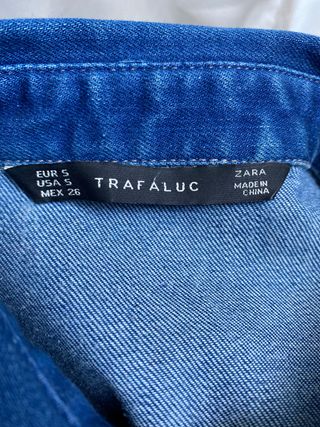 EUR S
USA S
MEX 26
TRAFALUC
ZARA
MADE IN
CHINA